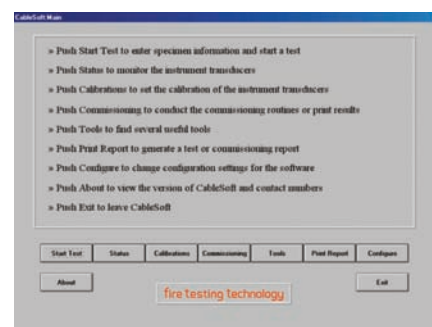 CableSoft Main
» Push Start Test to enter specimen information and start a test
» Push Status to monitor the instrument transducers
» Push Calibrations to set the calibration of the instrument transducers
» Push Commissioning to conduct the commissioning routines or print results
» Push Tools to find several useful tools
» Push Print Report to generate a test or commissioning report
» Push Configure to change configuration settings for the software
» Push About to view the version of CableSoft and contact numbers
» Push Exit to leave CableSoft
Start Test Status Calibrations Commissioning Tools Print Report Configure
About fire testing technology Exit